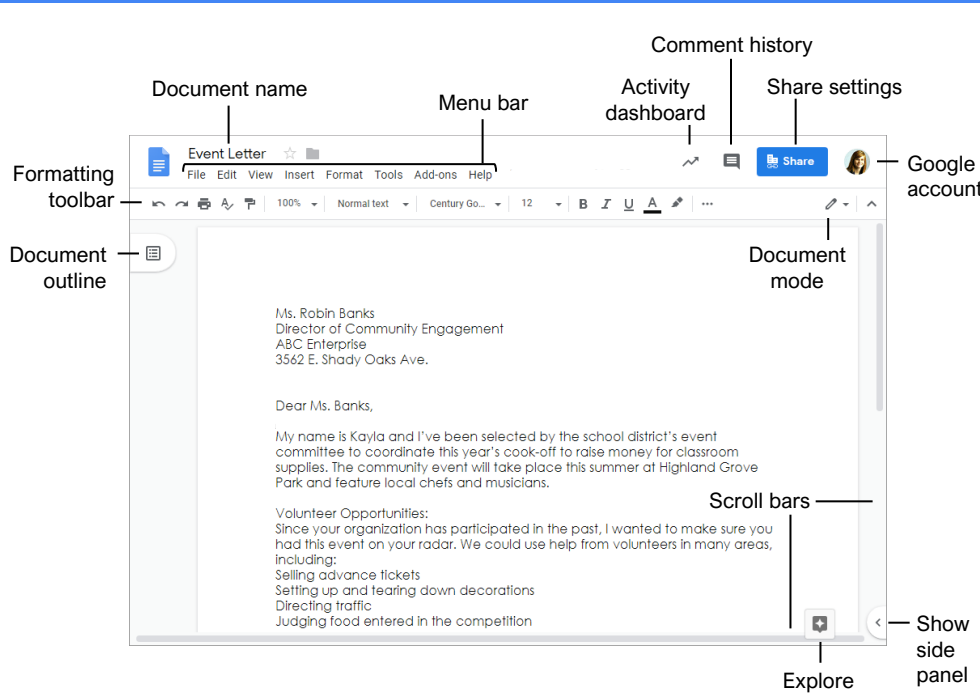 Comment history
Document name
Activity
dashboard
Share settings
Menu bar
Event Letter
Share
Google
account
File Edit View Insert Format Tools Add-ons Help
Formatting
toolbar
100% Normal text Century Go... 12 B I U A ...
Document
outline
Document
mode
Ms. Robin Banks
Director of Community Engagement
ABC Enterprise
3562 E. Shady Oaks Ave.
Dear Ms. Banks,
My name is Kayla and I've been selected by the school district's event
committee to coordinate this year's cook-off to raise money for classroom
supplies. The community event will take place this summer at Highland Grove
Park and feature local chefs and musicians.
Scroll bars
Volunteer Opportunities:
Since your organization has participated in the past, I wanted to make sure you
had this event on your radar. We could use help from volunteers in many areas,
including:
Selling advance tickets
Setting up and tearing down decorations
Directing traffic
Judging food entered in the competition
Show
side
panel
Explore